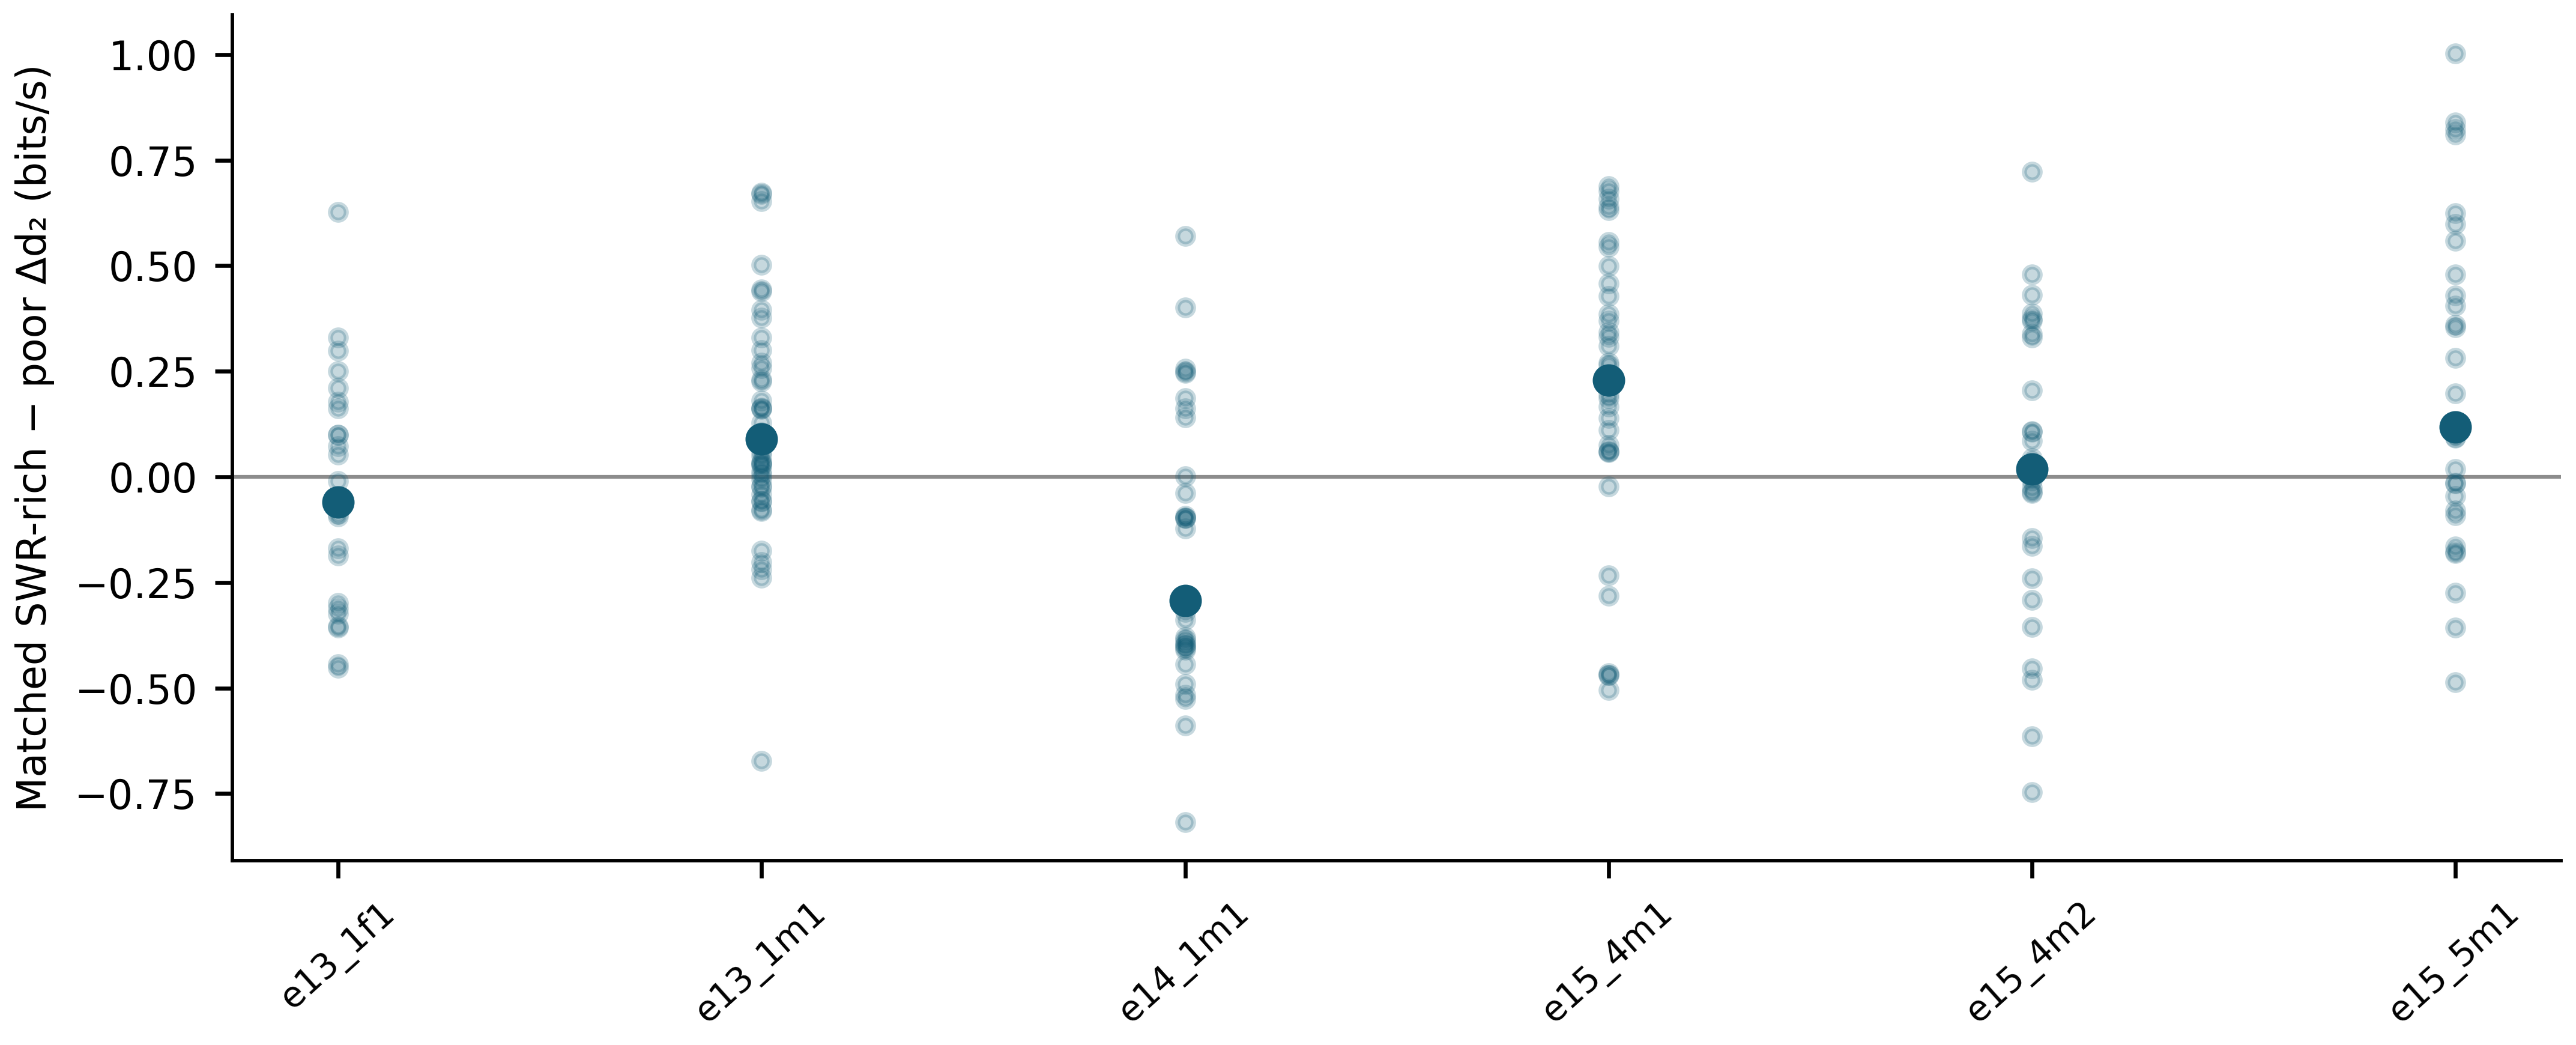 Matched SWR-rich − poor Δd₂ (bits/s)
1.00
0.75
0.50
0.25
0.00
−0.25
−0.50
−0.75
e13_1f1
e13_1m1
e14_1m1
e15_4m1
e15_4m2
e15_5m1